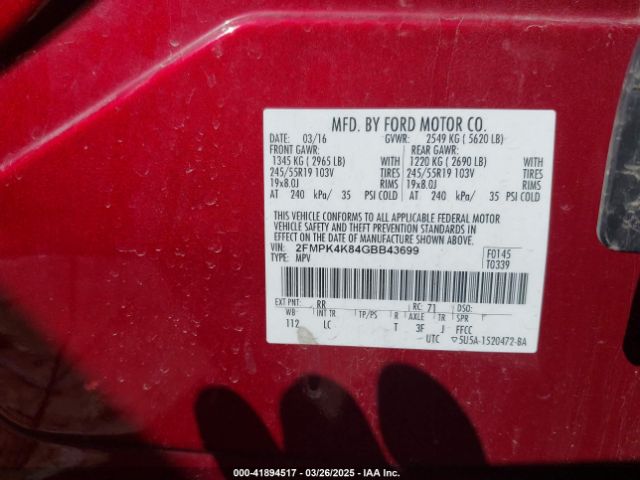 MFD. BY FORD MOTOR CO.
DATE: 03/16 GVWR: 2549 KG ( 5620 LB)
FRONT GAWR: REAR GAWR:
1345 KG ( 2965 LB) WITH 1220 KG ( 2690 LB) WITH
245/55R19 103V TIRES 245/55R19 103V TIRES
19x8.0J RIMS 19x8.0J RIMS
AT 240 kPa/ 35 PSI COLD AT 240 kPa/ 35 PSI COLD
THIS VEHICLE CONFORMS TO ALL APPLICABLE FEDERAL MOTOR
VEHICLE SAFETY AND THEFT PREVENTION STANDARDS IN
EFFECT ON THE DATE OF MANUFACTURE SHOWN ABOVE.
VIN: 2FMPK4K84GBB43699 F0145
TYPE: MPV T0339
EXT PNT: RR RC: 71 DSO:
WB INT TR TP/PS R AXLE TR SPR
112 LC T 3F J FFCC
UTC ▽5U5A-1520472-BA
000-41894517 | 03/26/2025 | IAA Inc.